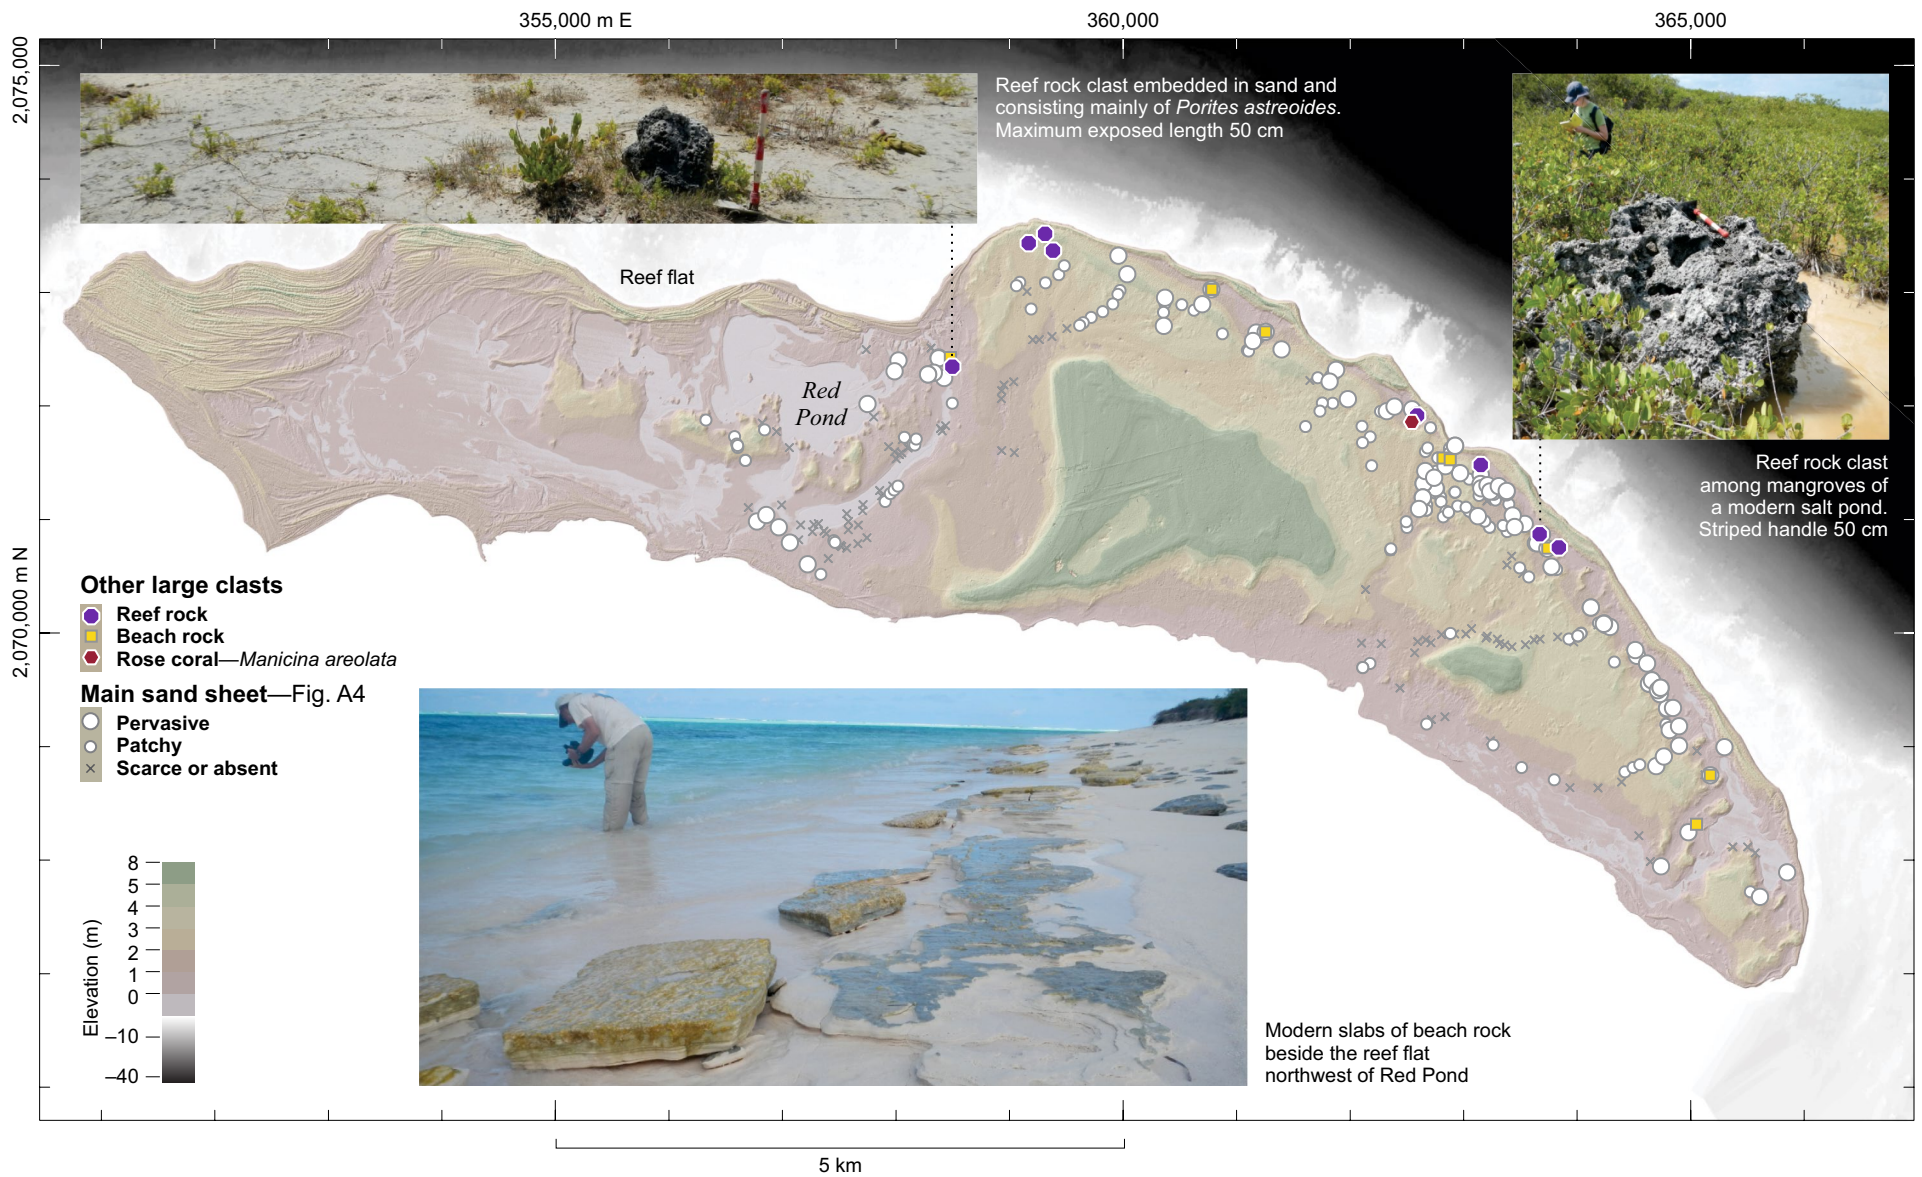 355,000 m E
360,000
365,000
2,075,000
2,070,000 m N
Reef rock clast embedded in sand and
consisting mainly of Porites astreoides.
Maximum exposed length 50 cm
Reef flat
Red
Pond
Reef rock clast
among mangroves of
a modern salt pond.
Striped handle 50 cm
Other large clasts
Reef rock
Beach rock
Rose coral—Manicina areolata
Main sand sheet—Fig. A4
Pervasive
Patchy
Scarce or absent
Elevation (m)
8
5
4
3
2
1
0
–10
–40
Modern slabs of beach rock
beside the reef flat
northwest of Red Pond
5 km